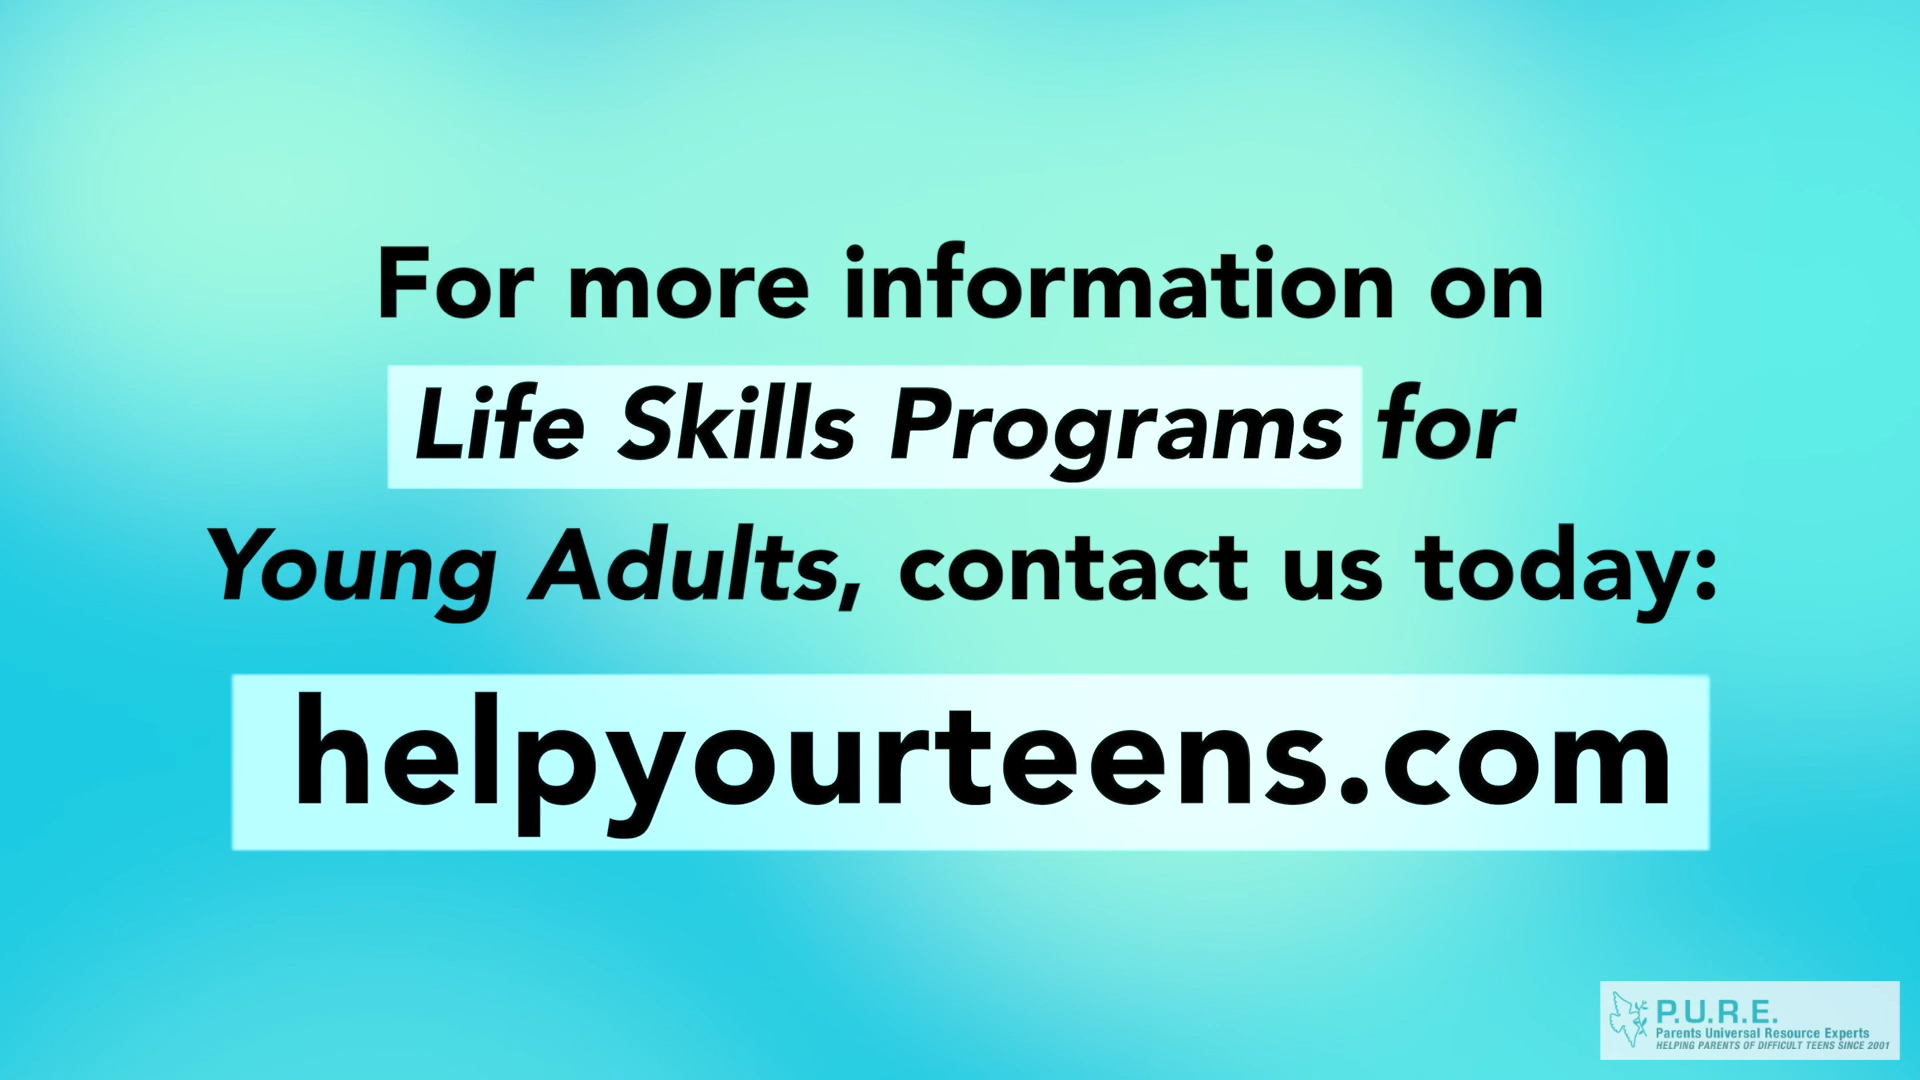 For more information on
Life Skills Programs for
Young Adults, contact us today:
helpyourteens.com
P.U.R.E.
Parents Universal Resource Experts
HELPING PARENTS OF DIFFICULT TEENS SINCE 2001